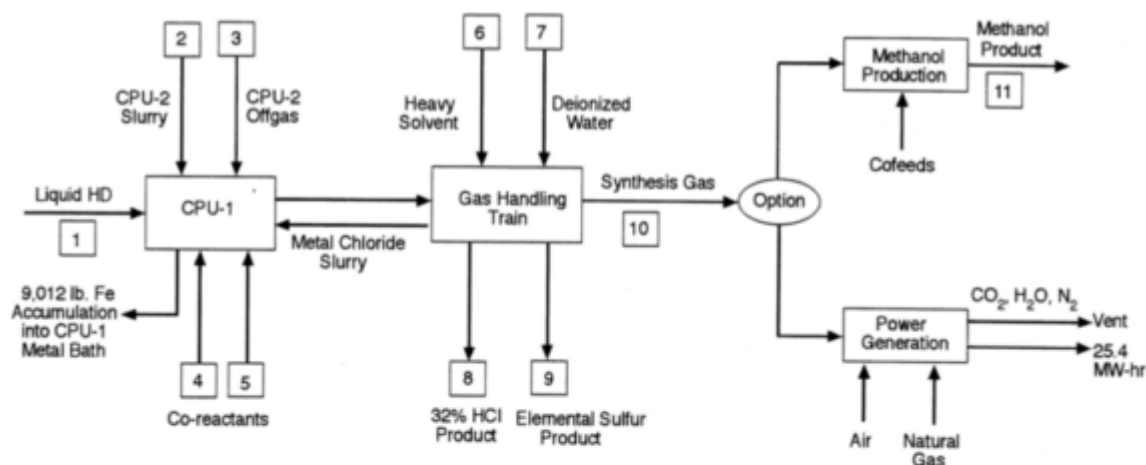 2
3
6
7
CPU-2
Slurry
CPU-2
Offgas
Heavy
Solvent
Deionized
Water
Methanol
Production
Methanol
Product
11
Cofeeds
Liquid HD
1
CPU-1
Gas Handling
Train
Synthesis Gas
10
Option
Metal Chloride
Slurry
9,012 lb. Fe
Accumulation
into CPU-1
Metal Bath
4
5
Co-reactants
8
9
32% HCl
Product
Elemental Sulfur
Product
Power
Generation
CO₂, H₂O, N₂
Vent
25.4
MW-hr
Air
Natural
Gas